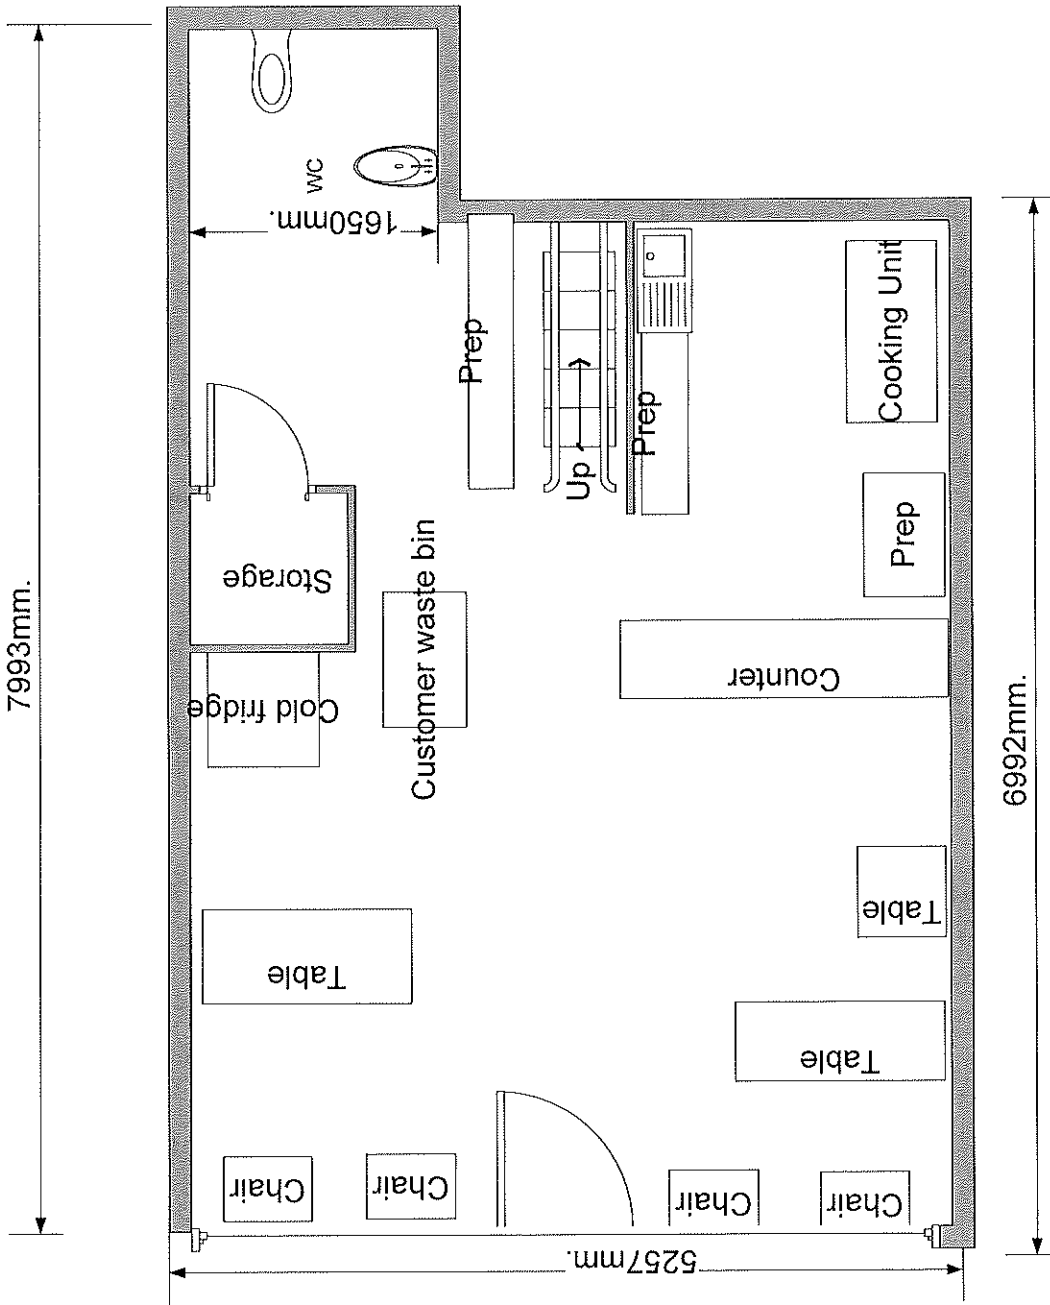 7993mm.
wc
1650mm.
Prep
Cooking Unit
Up
Prep
Prep
Storage
Customer waste bin
Cold fridge
Counter
6992mm.
Table
Table
Table
Chair
Chair
Chair
Chair
5257mm.